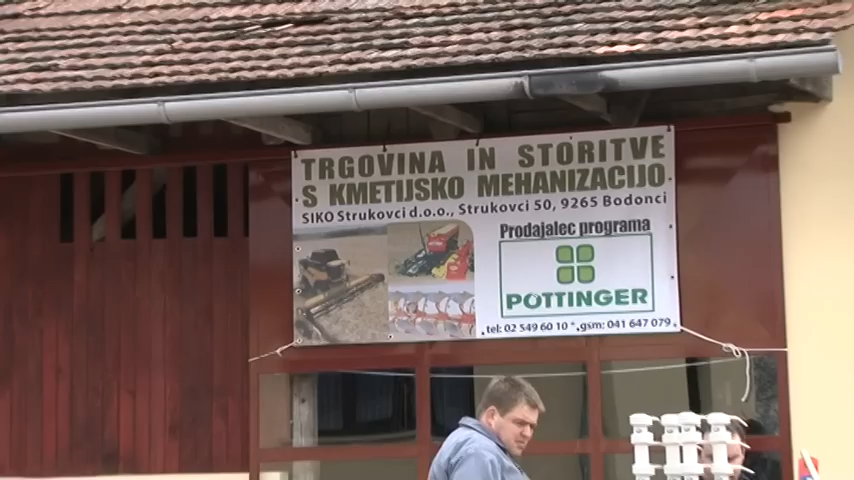 TRGOVINA IN STORITVE
S KMETIJSKO MEHANIZACIJO
SIKO Strukovci d.o.o., Strukovci 50, 9265 Bodonci
Prodajalec programa
PÖTTINGER
tel: 02 549 60 10 * gsm: 041 647 079